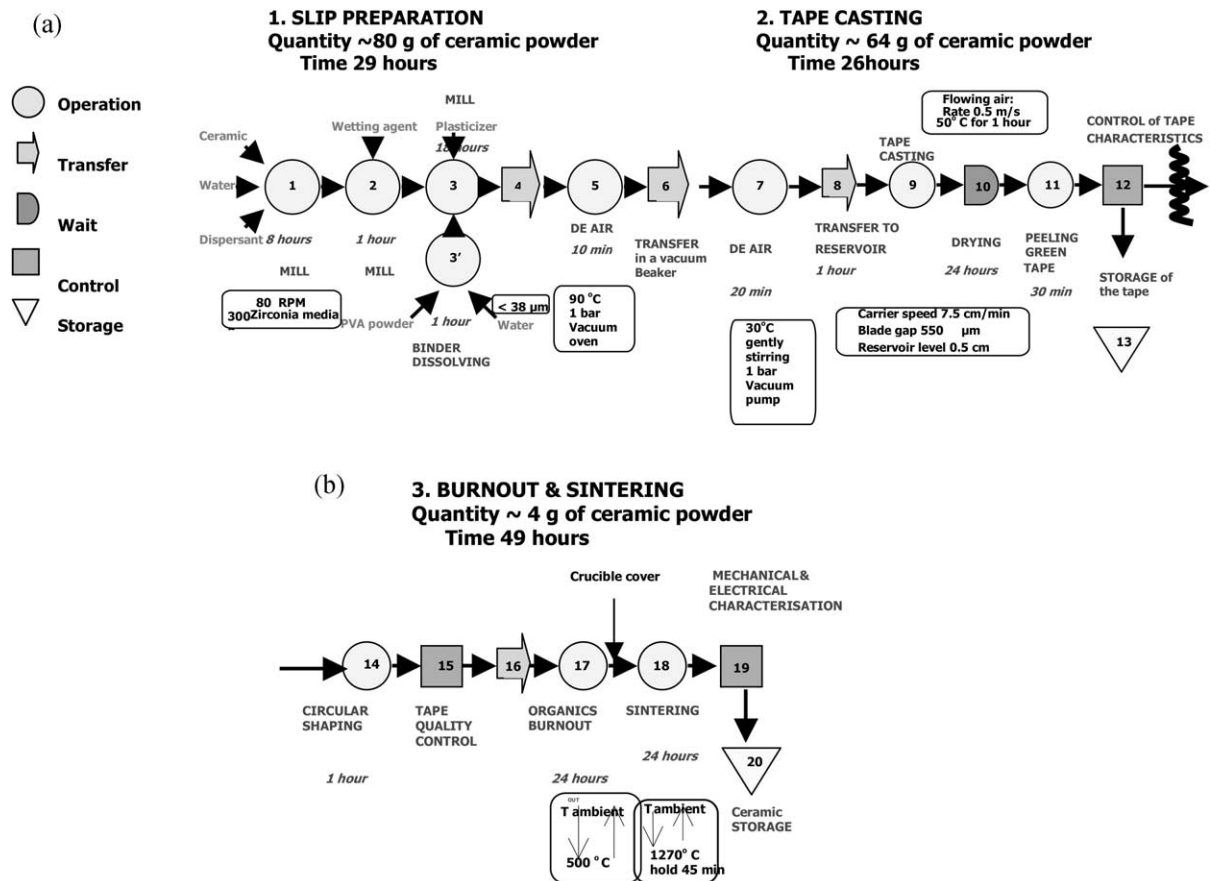 (a)
1. SLIP PREPARATION
Quantity ~80 g of ceramic powder
Time 29 hours
2. TAPE CASTING
Quantity ~ 64 g of ceramic powder
Time 26hours
Operation
Transfer
Wait
Control
Storage
Ceramic
Water
Dispersant
Wetting agent
MILL
Plasticizer
18 hours
1
2
3
4
5
6
8 hours
1 hour
MILL
MILL
3'
80 RPM
300 Zirconia media
PVA powder
1 hour
Water
< 38 µm
BINDER
DISSOLVING
DE AIR
10 min
90 °C
1 bar
Vacuum
oven
TRANSFER
in a vacuum
Beaker
Flowing air:
Rate 0.5 m/s
50° C for 1 hour
TAPE
CASTING
CONTROL of TAPE
CHARACTERISTICS
7
8
9
10
11
12
DE AIR
20 min
TRANSFER TO
RESERVOIR
1 hour
DRYING
24 hours
PEELING
GREEN
TAPE
30 min
STORAGE of
the tape
13
30°C
gently
stirring
1 bar
Vacuum
pump
Carrier speed 7.5 cm/min
Blade gap 550 µm
Reservoir level 0.5 cm
(b)
3. BURNOUT & SINTERING
Quantity ~ 4 g of ceramic powder
Time 49 hours
Crucible cover
MECHANICAL &
ELECTRICAL
CHARACTERISATION
14
15
16
17
18
19
CIRCULAR
SHAPING
1 hour
TAPE
QUALITY
CONTROL
ORGANICS
BURNOUT
24 hours
SINTERING
24 hours
20
Ceramic
STORAGE
OUT
T ambient
500 °C
T ambient
1270° C
hold 45 min